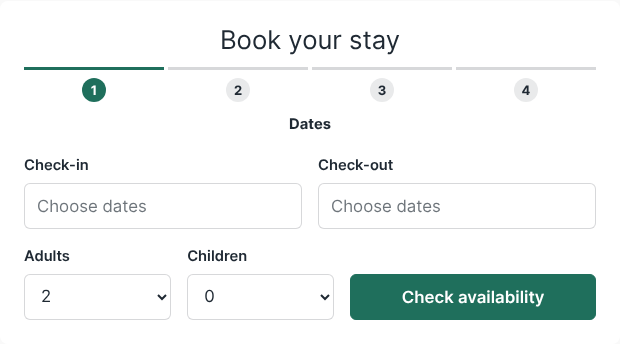 Book your stay
1 2 3 4
Dates
Check-in Check-out
Choose dates Choose dates
Adults Children
2 0 Check availability